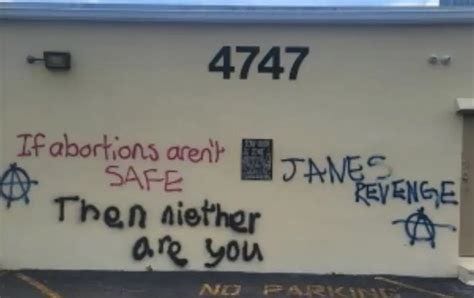 4747
If abortions aren't
SAFE
Then niether
are you
JANES
REVENGE
NO PARKING